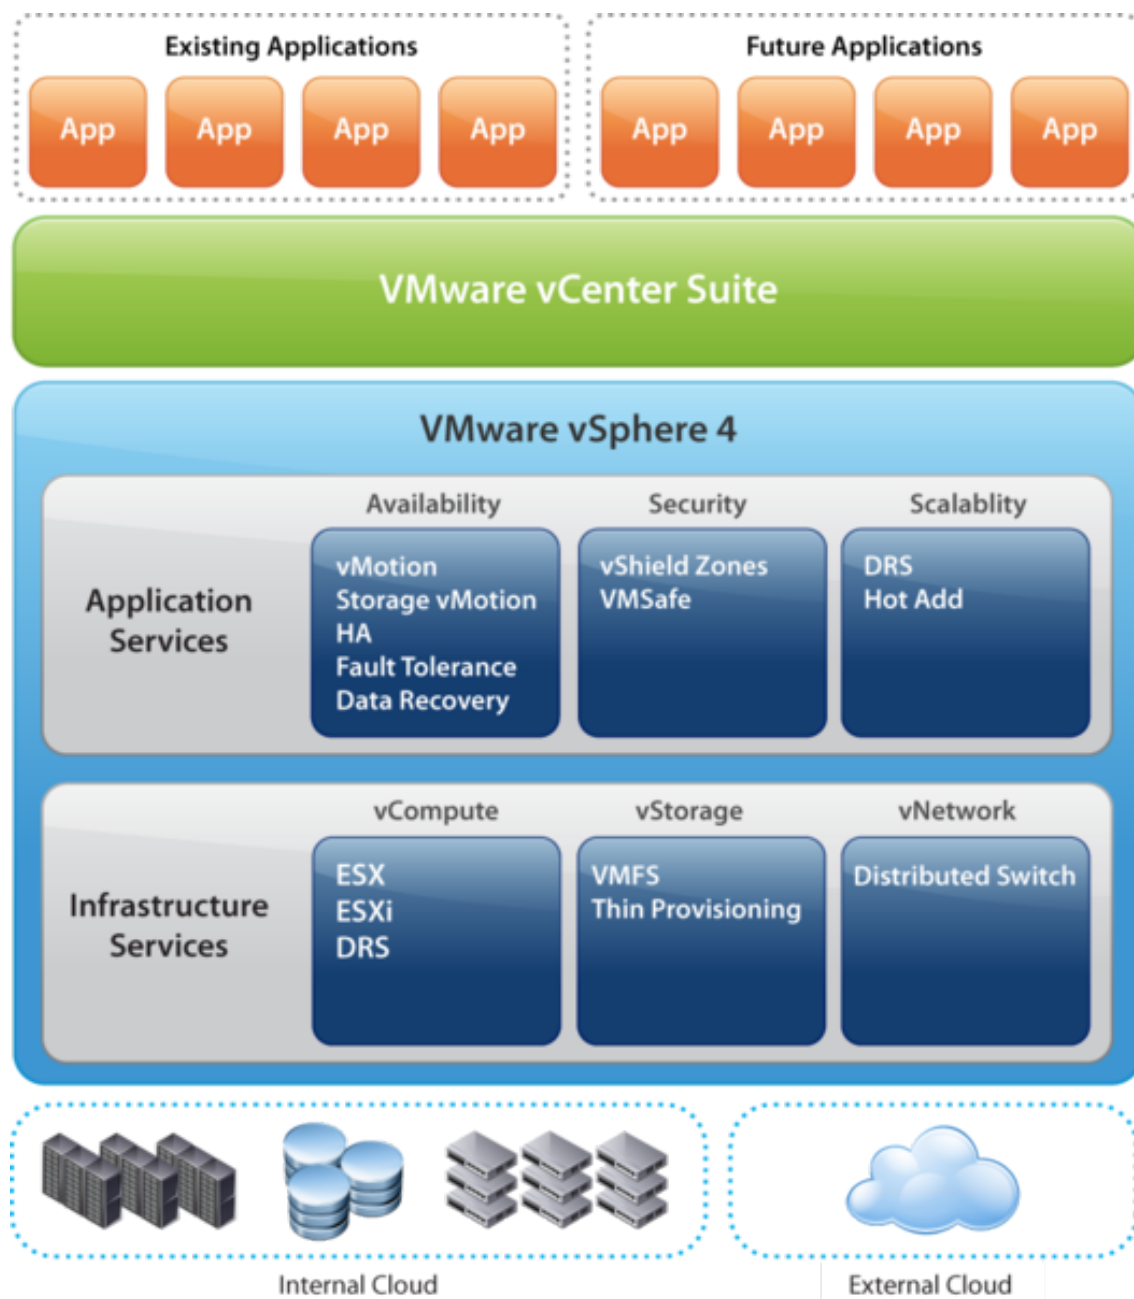 Existing Applications
Future Applications
App App App App
App App App App
VMware vCenter Suite
VMware vSphere 4
Application
Services
Availability
vMotion
Storage vMotion
HA
Fault Tolerance
Data Recovery
Security
vShield Zones
VMSafe
Scalablity
DRS
Hot Add
Infrastructure
Services
vCompute
ESX
ESXi
DRS
vStorage
VMFS
Thin Provisioning
vNetwork
Distributed Switch
Internal Cloud
External Cloud